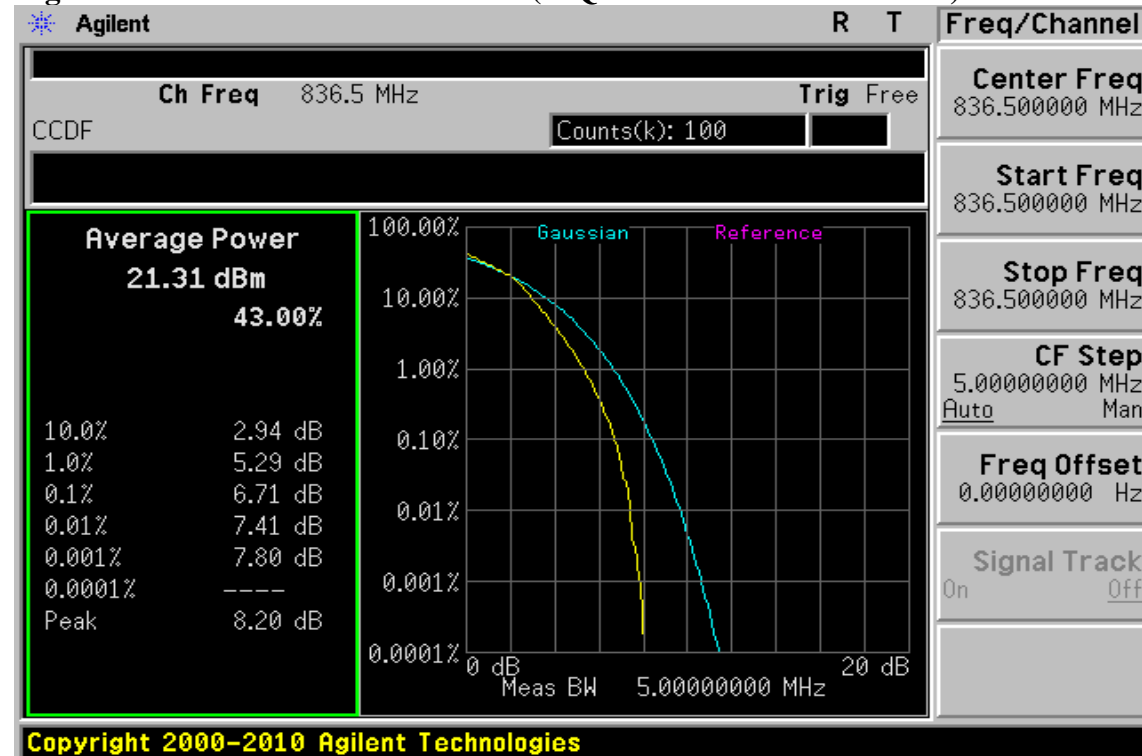 Agilent R T
Ch Freq 836.5 MHz Trig Free
CCDF Counts(k): 100
Average Power
21.31 dBm
43.00%
10.0% 2.94 dB
1.0% 5.29 dB
0.1% 6.71 dB
0.01% 7.41 dB
0.001% 7.80 dB
0.0001% ----
Peak 8.20 dB
Gaussian Reference
100.00%
10.00%
1.00%
0.10%
0.01%
0.001%
0.0001%
0 dB 20 dB
Meas BW 5.00000000 MHz
Freq/Channel
Center Freq
836.500000 MHz
Start Freq
836.500000 MHz
Stop Freq
836.500000 MHz
CF Step
5.00000000 MHz
Auto Man
Freq Offset
0.00000000 Hz
Signal Track
On Off
Copyright 2000-2010 Agilent Technologies